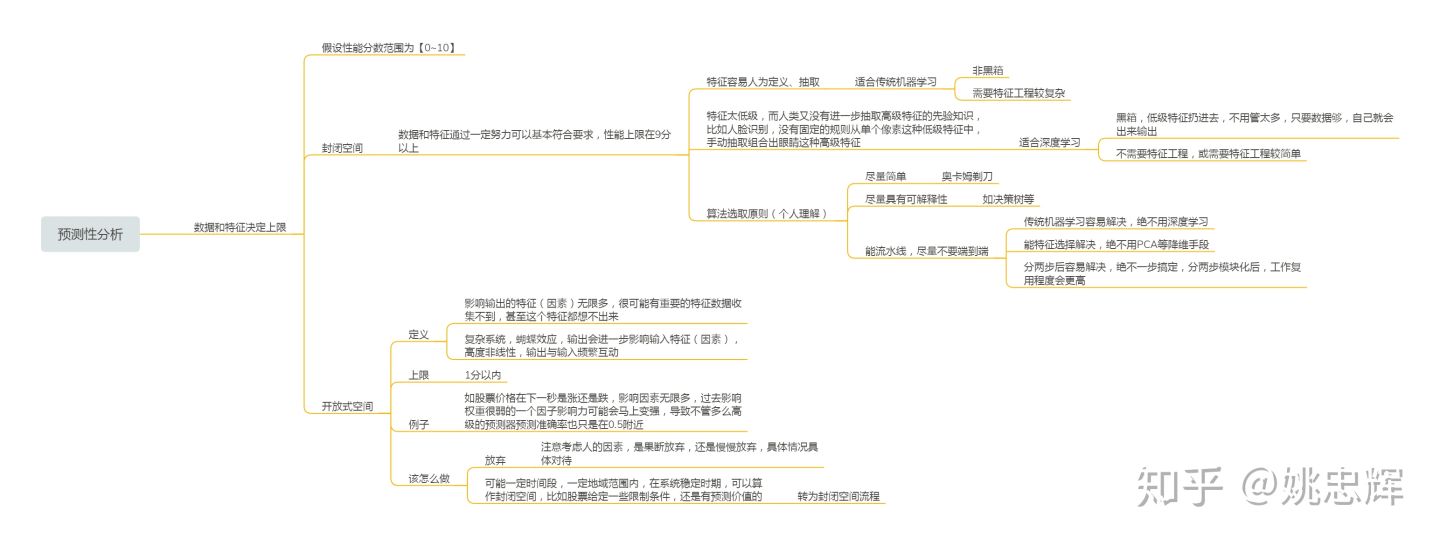 预测性分析
数据和特征决定上限
假设性能分数范围为【0~10】
封闭空间
数据和特征通过一定努力可以基本符合要求，性能上限在9分
以上
特征容易人为定义、抽取
适合传统机器学习
非黑箱
需要特征工程较复杂
特征太低级，而人类又没有进一步抽取高级特征的先验知识，
比如人脸识别，没有固定的规则从单个像素这种低级特征中，
手动抽取组合出眼睛这种高级特征
适合深度学习
黑箱，低级特征扔进去，不用管太多，只要数据够，自己就会
出来输出
不需要特征工程，或需要特征工程较简单
算法选取原则（个人理解）
尽量简单
奥卡姆剃刀
尽量具有可解释性
如决策树等
能流水线，尽量不要端到端
传统机器学习容易解决，绝不用深度学习
能特征选择解决，绝不用PCA等降维手段
分两步后容易解决，绝不一步搞定，分两步模块化后，工作复
用程度会更高
开放式空间
定义
影响输出的特征（因素）无限多，很可能有重要的特征数据收
集不到，甚至这个特征都想不出来
复杂系统，蝴蝶效应，输出会进一步影响输入特征（因素），
高度非线性，输出与输入频繁互动
上限
1分以内
例子
如股票价格在下一秒是涨还是跌，影响因素无限多，过去影响
权重很弱的一个因子影响力可能会马上变强，导致不管多么高
级的预测器预测准确率也只是在0.5附近
该怎么做
放弃
注意考虑人的因素，是果断放弃，还是慢慢放弃，具体情况具
体对待
可能一定时间段，一定地域范围内，在系统稳定时期，可以算
作封闭空间，比如股票给定一些限制条件，还是有预测价值的
转为封闭空间流程
知乎 @姚忠辉